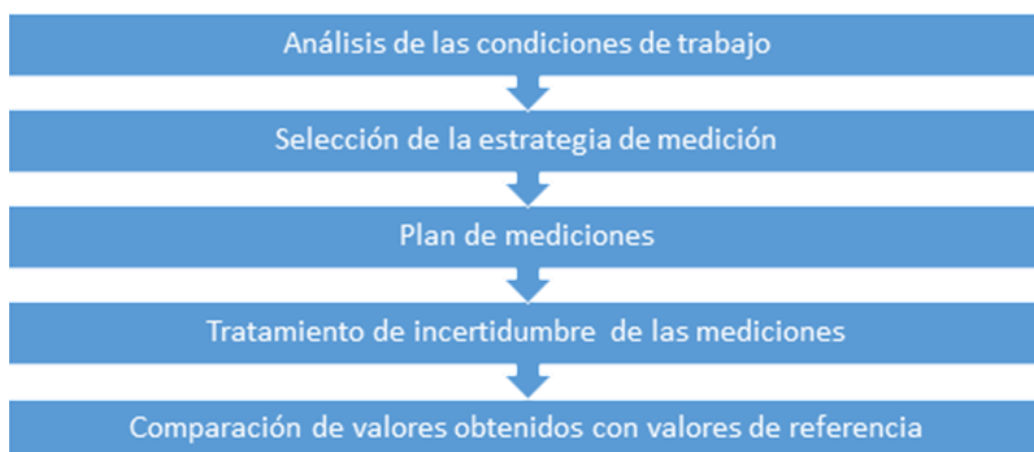 Análisis de las condiciones de trabajo
Selección de la estrategia de medición
Plan de mediciones
Tratamiento de incertidumbre de las mediciones
Comparación de valores obtenidos con valores de referencia